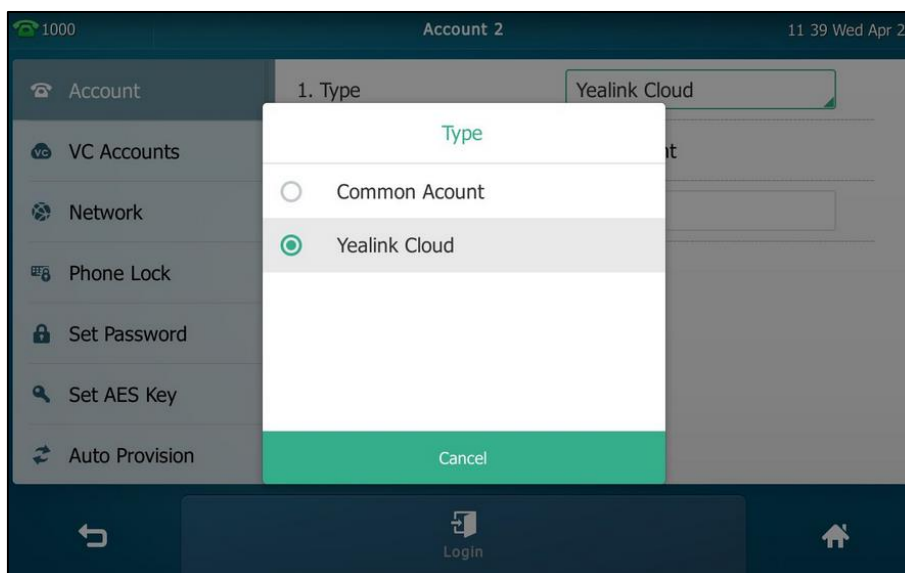 1000
Account 2
11 39 Wed Apr 2
Account
1. Type
Yealink Cloud
VC Accounts
Network
Phone Lock
Set Password
Set AES Key
Auto Provision
Type
Common Acount
Yealink Cloud
Cancel
Login